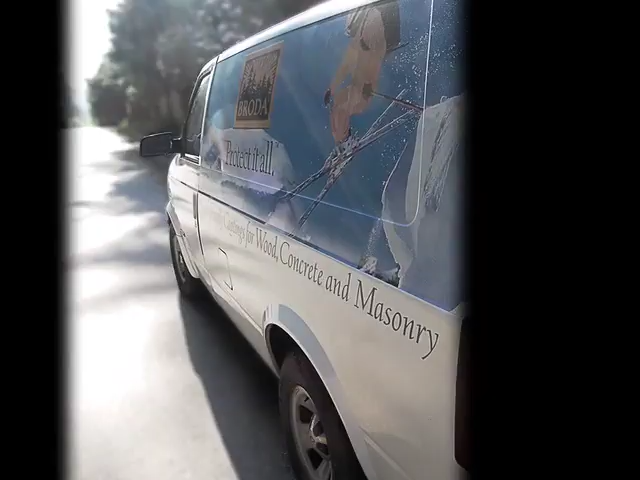 BRODA
"Protect it all."
Coatings for Wood, Concrete and Masonry